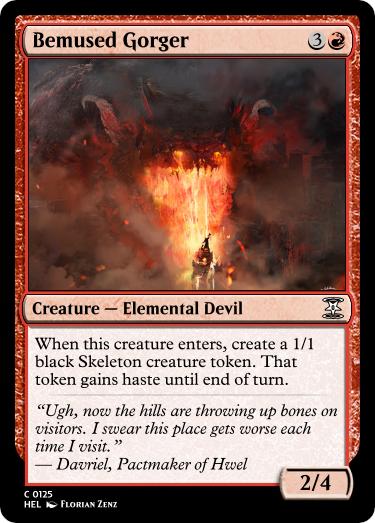 Bemused Gorger 3
Creature — Elemental Devil
When this creature enters, create a 1/1
black Skeleton creature token. That
token gains haste until end of turn.
“Ugh, now the hills are throwing up bones on
visitors. I swear this place gets worse each
time I visit.”
— Davriel, Pactmaker of Hwel
2/4
C 0125
HEL Florian Zenz